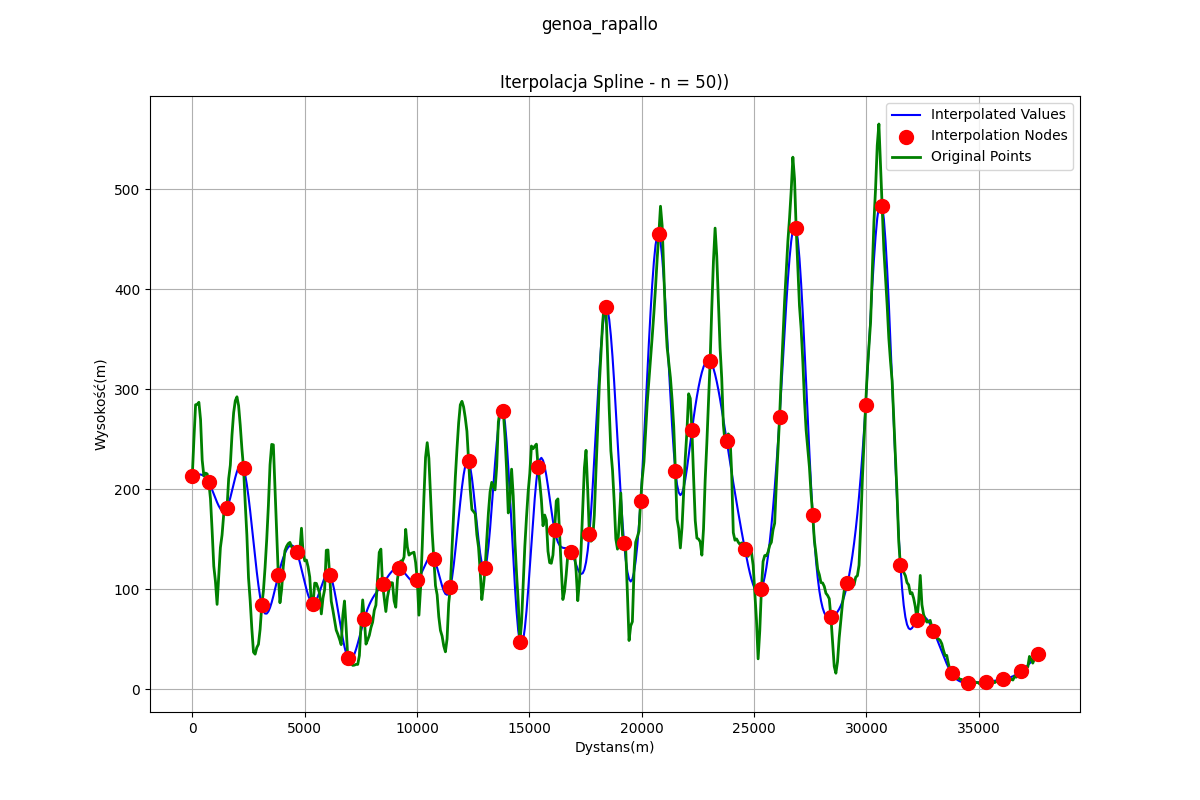 genoa_rapallo
Iterpolacja Spline - n = 50))
Interpolated Values
Interpolation Nodes
Original Points
Wysokość(m)
500
400
300
200
100
0
0 5000 10000 15000 20000 25000 30000 35000
Dystans(m)